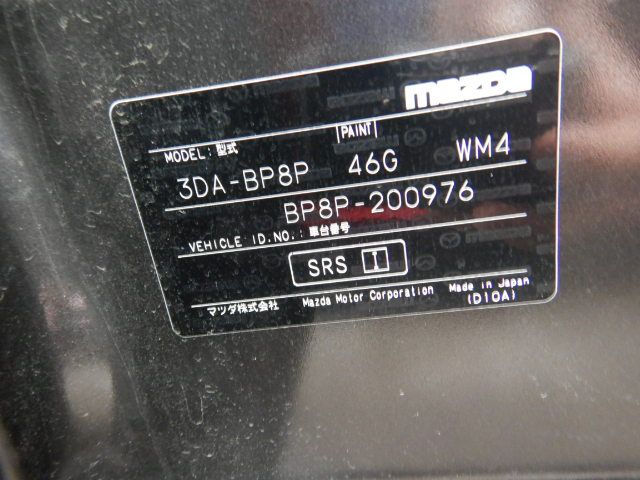 mazda
PAINT
MODEL: 型式
3DA-BP8P 46G WM4
BP8P-200976
VEHICLE ID.NO.: 車台番号
SRS I
マツダ株式会社 Mazda Motor Corporation Made in Japan
(D10A)